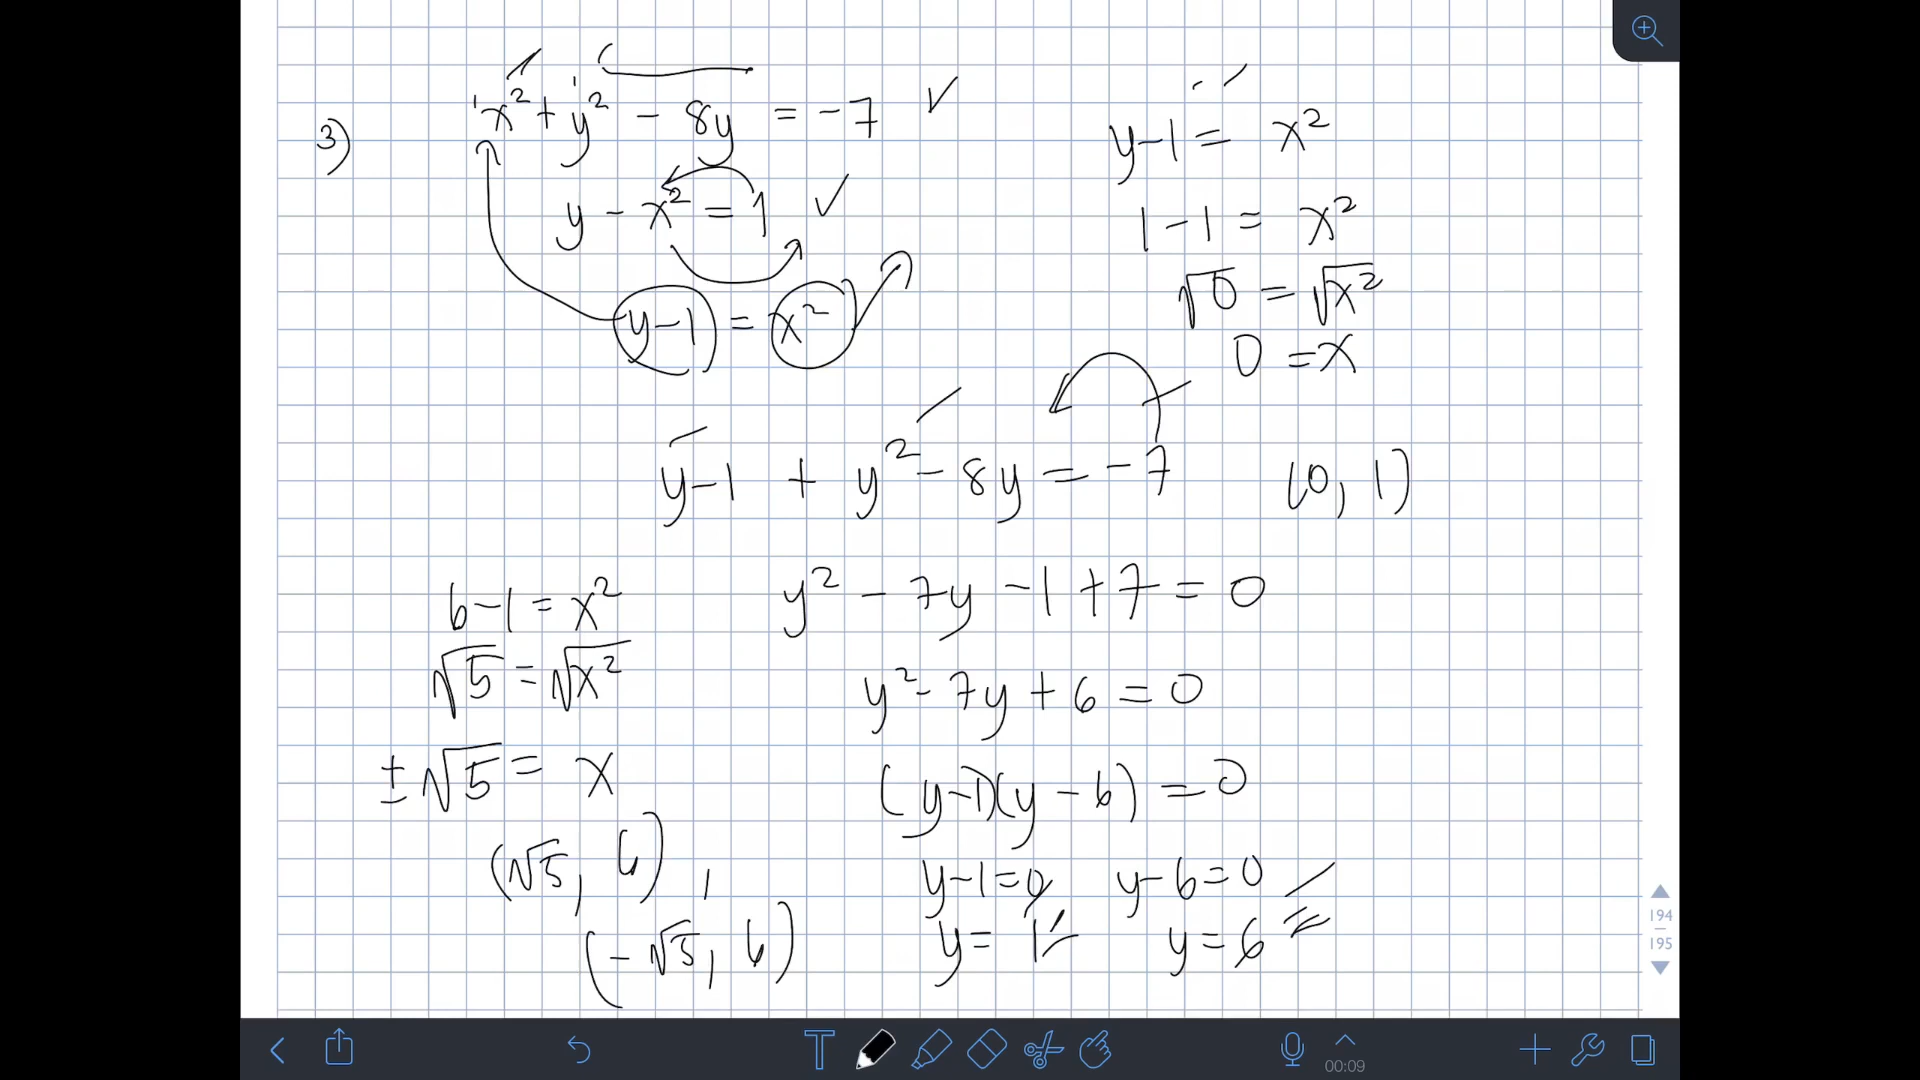 3) x² + y² - 8y = -7 ✓
y - x² = 1 ✓
y-1 = x²
y-1 = x²
1-1 = x²
√0 = √x²
0 = x
y-1 + y² - 8y = -7
(0, 1)
y² - 7y - 1 + 7 = 0
y² - 7y + 6 = 0
(y-1)(y-6) = 0
y-1=0 y-6=0
y= 1 y=6
6-1 = x²
√5 = √x²
±√5 = x
(√5, 6),
(-√5, 6)
194
195
T
00:09